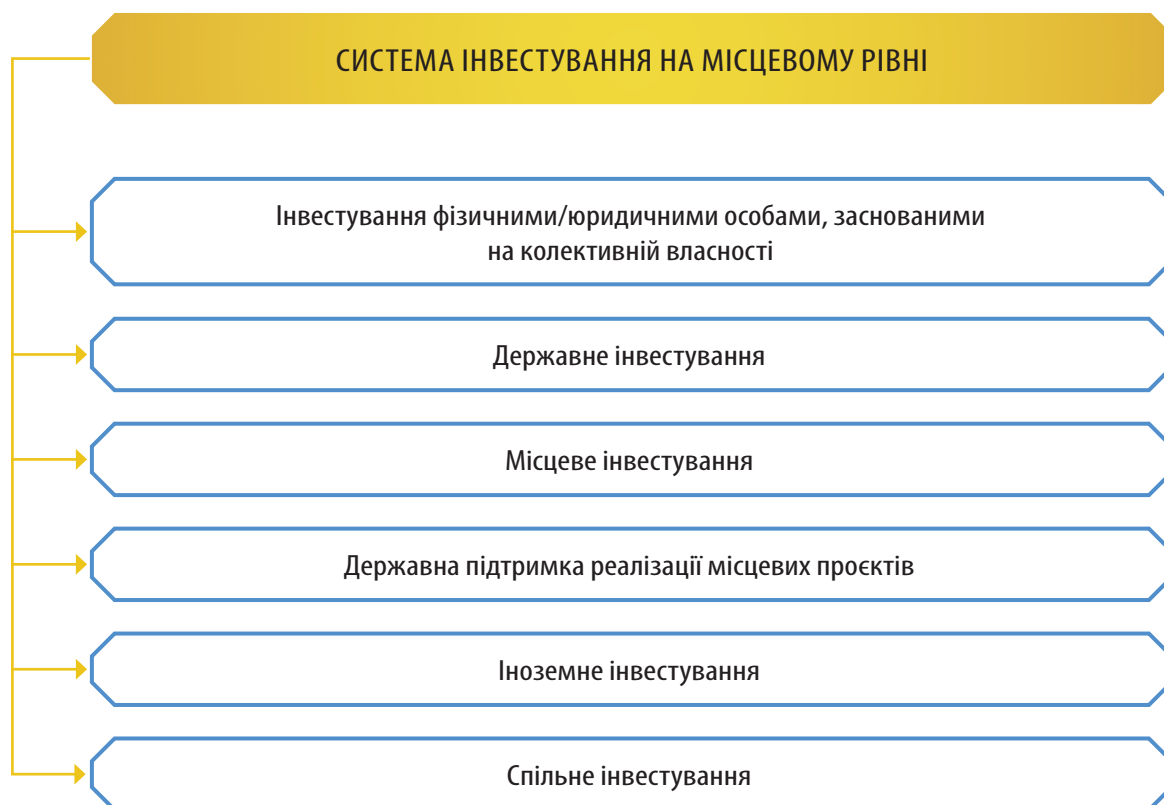 СИСТЕМА ІНВЕСТУВАННЯ НА МІСЦЕВОМУ РІВНІ
Інвестування фізичними/юридичними особами, заснованими
на колективній власності
Державне інвестування
Місцеве інвестування
Державна підтримка реалізації місцевих проєктів
Іноземне інвестування
Спільне інвестування